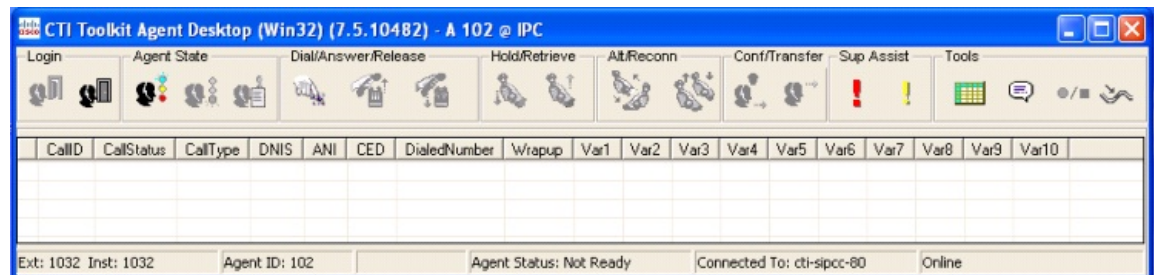 cisco CTI Toolkit Agent Desktop (Win32) (7.5.10482) - A 102 @ IPC
Login Agent State Dial/Answer/Release Hold/Retrieve Alt/Reconn Conf/Transfer Sup Assist Tools
CallID CallStatus CallType DNIS ANI CED DialedNumber Wrapup Var1 Var2 Var3 Var4 Var5 Var6 Var7 Var8 Var9 Var10
Ext: 1032 Inst: 1032 Agent ID: 102 Agent Status: Not Ready Connected To: cti-sipcc-80 Online